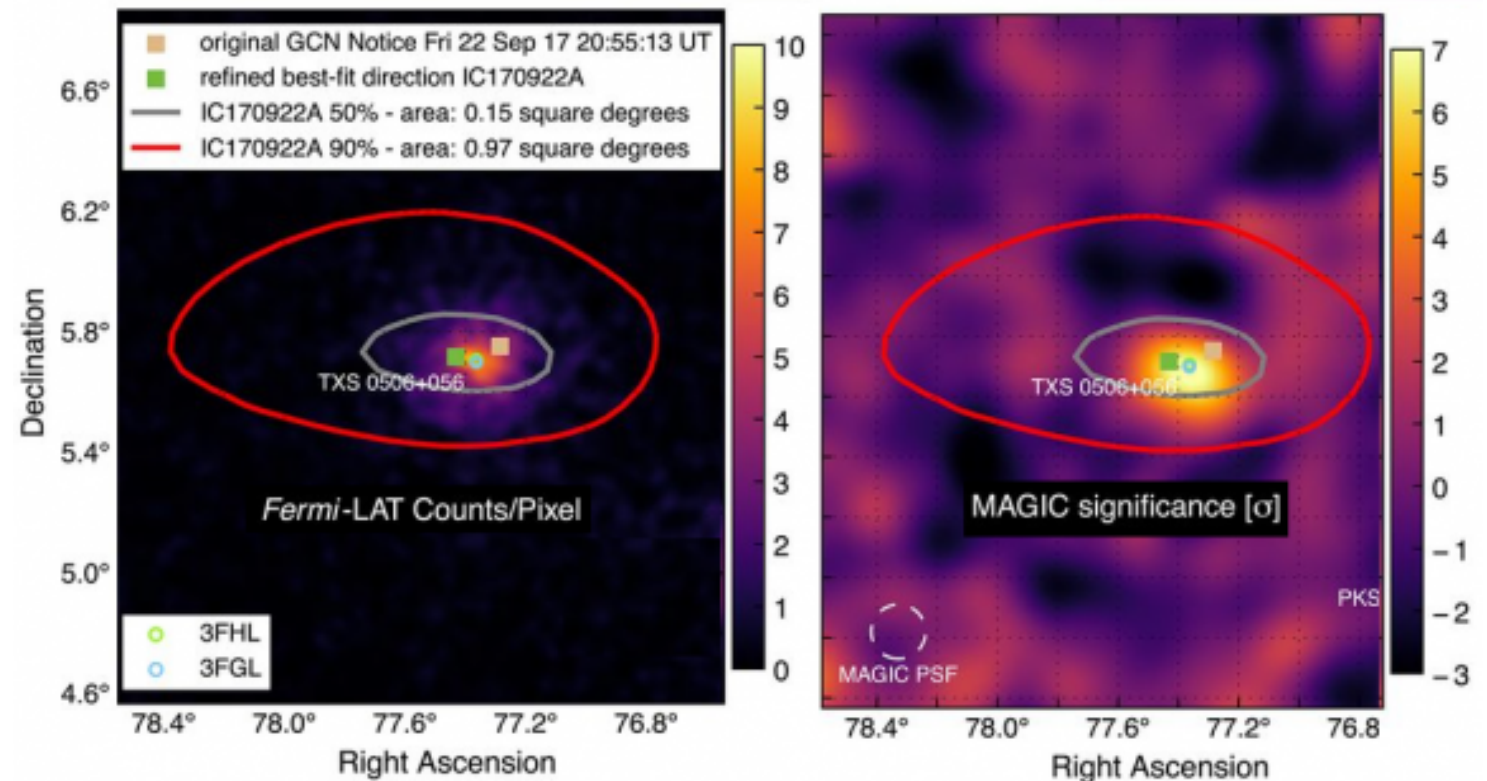 original GCN Notice Fri 22 Sep 17 20:55:13 UT
refined best-fit direction IC170922A
IC170922A 50% - area: 0.15 square degrees
IC170922A 90% - area: 0.97 square degrees
6.6°
6.2°
5.8°
5.4°
5.0°
4.6°
Declination
TXS 0506+056
Fermi-LAT Counts/Pixel
3FHL
3FGL
78.4° 78.0° 77.6° 77.2° 76.8°
Right Ascension
10
9
8
7
6
5
4
3
2
1
0
TXS 0506+056
MAGIC significance [σ]
PKS
MAGIC PSF
78.4° 78.0° 77.6° 77.2° 76.8
Right Ascension
7
6
5
4
3
2
1
0
−1
−2
−3